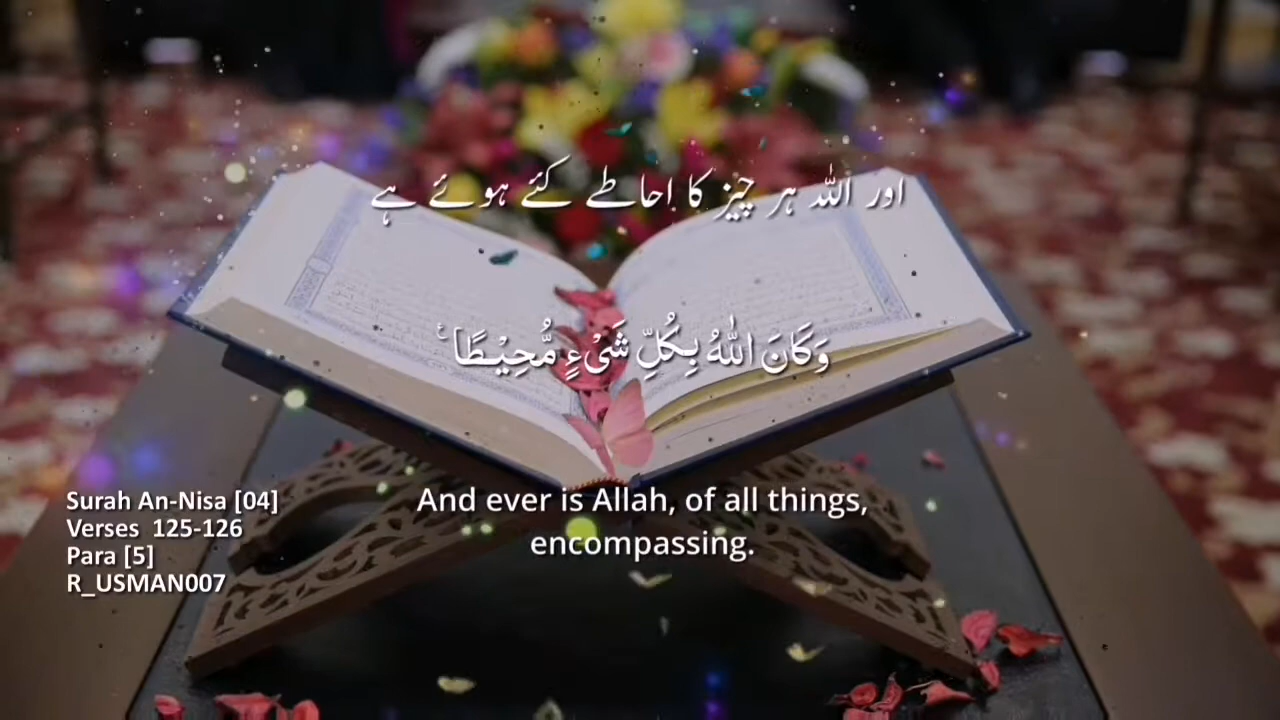 اور اللہ ہر چیز کا احاطے کئے ہوئے ہے
وَكَانَ اللّٰهُ بِكُلِّ شَىْءٍ مُّحِيْطًا
And ever is Allah, of all things,
encompassing.
Surah An-Nisa [04]
Verses 125-126
Para [5]
R_USMAN007